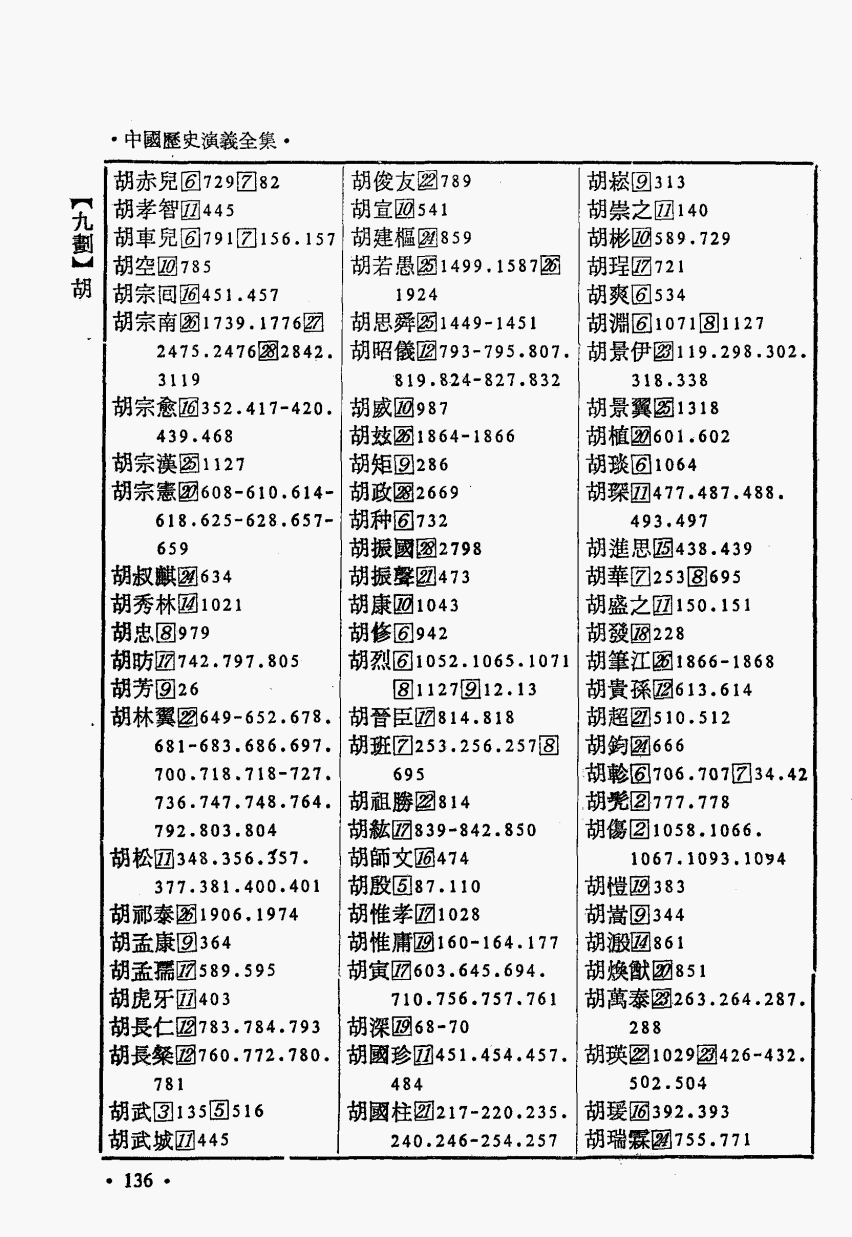 ·中國歷史演義全集·
【九劃】胡
胡赤兒⑥729⑦82
胡孝智⑪445
胡車兒⑥791⑦156.157
胡空⑩785
胡宗回⑯451.457
胡宗南㉖1739.1776㉗
2475.2476㉘2842.
3119
胡宗愈⑯352.417-420.
439.468
胡宗漢㉕1127
胡宗憲⑳608-610.614-
618.625-628.657-
659
胡叔麒㉔634
胡秀林⑭1021
胡忠⑧979
胡昉⑰742.797.805
胡芳⑨26
胡林翼㉒649-652.678.
681-683.686.697.
700.718.718-727.
736.747.748.764.
792.803.804
胡松⑪348.356.357.
377.381.400.401
胡祁泰㉖1906.1974
胡孟康⑨364
胡孟孺⑰589.595
胡虎牙⑪403
胡長仁⑫783.784.793
胡長粲⑫760.772.780.
781
胡武③135⑤516
胡武城⑪445
胡俊友㉒789
胡宣⑩541
胡建樞㉔859
胡若愚㉕1499.1587㉖
1924
胡思舜㉕1449-1451
胡昭儀⑫793-795.807.
819.824-827.832
胡威⑩987
胡玆㉖1864-1866
胡矩⑨286
胡政㉘2669
胡种⑥732
胡振國㉘2798
胡振聲㉑473
胡康⑩1043
胡修⑥942
胡烈⑥1052.1065.1071
⑧1127⑨12.13
胡晉臣⑰814.818
胡班⑦253.256.257⑧
695
胡祖勝㉒814
胡紘⑰839-842.850
胡師文⑯474
胡殷⑤87.110
胡惟孝⑰1028
胡惟庸⑲160-164.177
胡寅⑰603.645.694.
710.756.757.761
胡深⑲68-70
胡國珍⑪451.454.457.
484
胡國柱㉑217-220.235.
240.246-254.257
胡崧⑨313
胡崇之⑪140
胡彬⑩589.729
胡珵⑰721
胡爽⑥534
胡淵⑥1071⑧1127
胡景伊㉓119.298.302.
318.338
胡景翼㉕1318
胡植⑳601.602
胡琰⑥1064
胡琛⑪477.487.488.
493.497
胡進思⑮438.439
胡華⑦253⑧695
胡盛之⑪150.151
胡發⑱228
胡筆江㉖1866-1868
胡貴孫⑫613.614
胡超㉑510.512
胡鈞㉔666
胡軫⑥706.707⑦34.42
胡髡②777.778
胡傷②1058.1066.
1067.1093.1094
胡愷⑲383
胡嵩⑨344
胡溵⑭861
胡煥猷⑳851
胡萬泰㉓263.264.287.
288
胡瑛㉒1029㉓426-432.
502.504
胡瑗⑯392.393
胡瑞霖㉔755.771
·136·